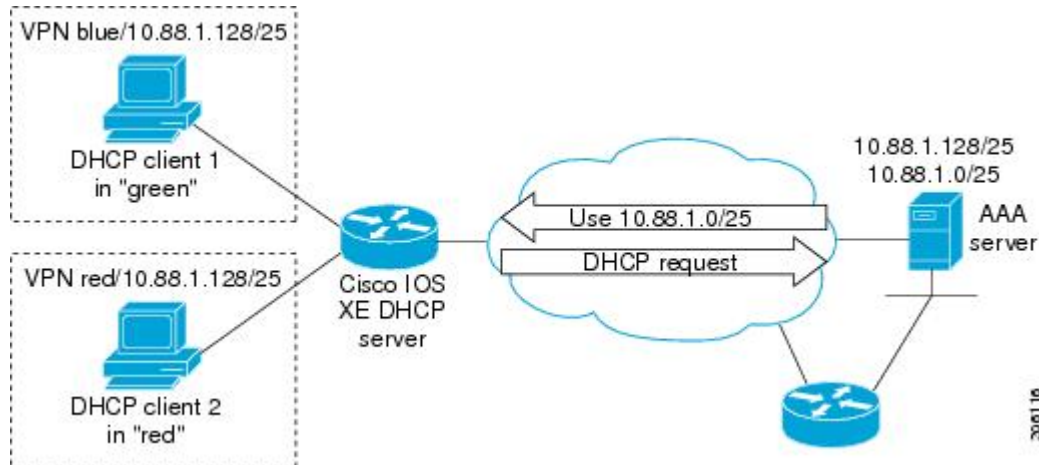 VPN blue/10.88.1.128/25
DHCP client 1
in "green"
VPN red/10.88.1.128/25
DHCP client 2
in "red"
Cisco IOS
XE DHCP
server
Use 10.88.1.0/25
DHCP request
10.88.1.128/25
10.88.1.0/25
AAA
server